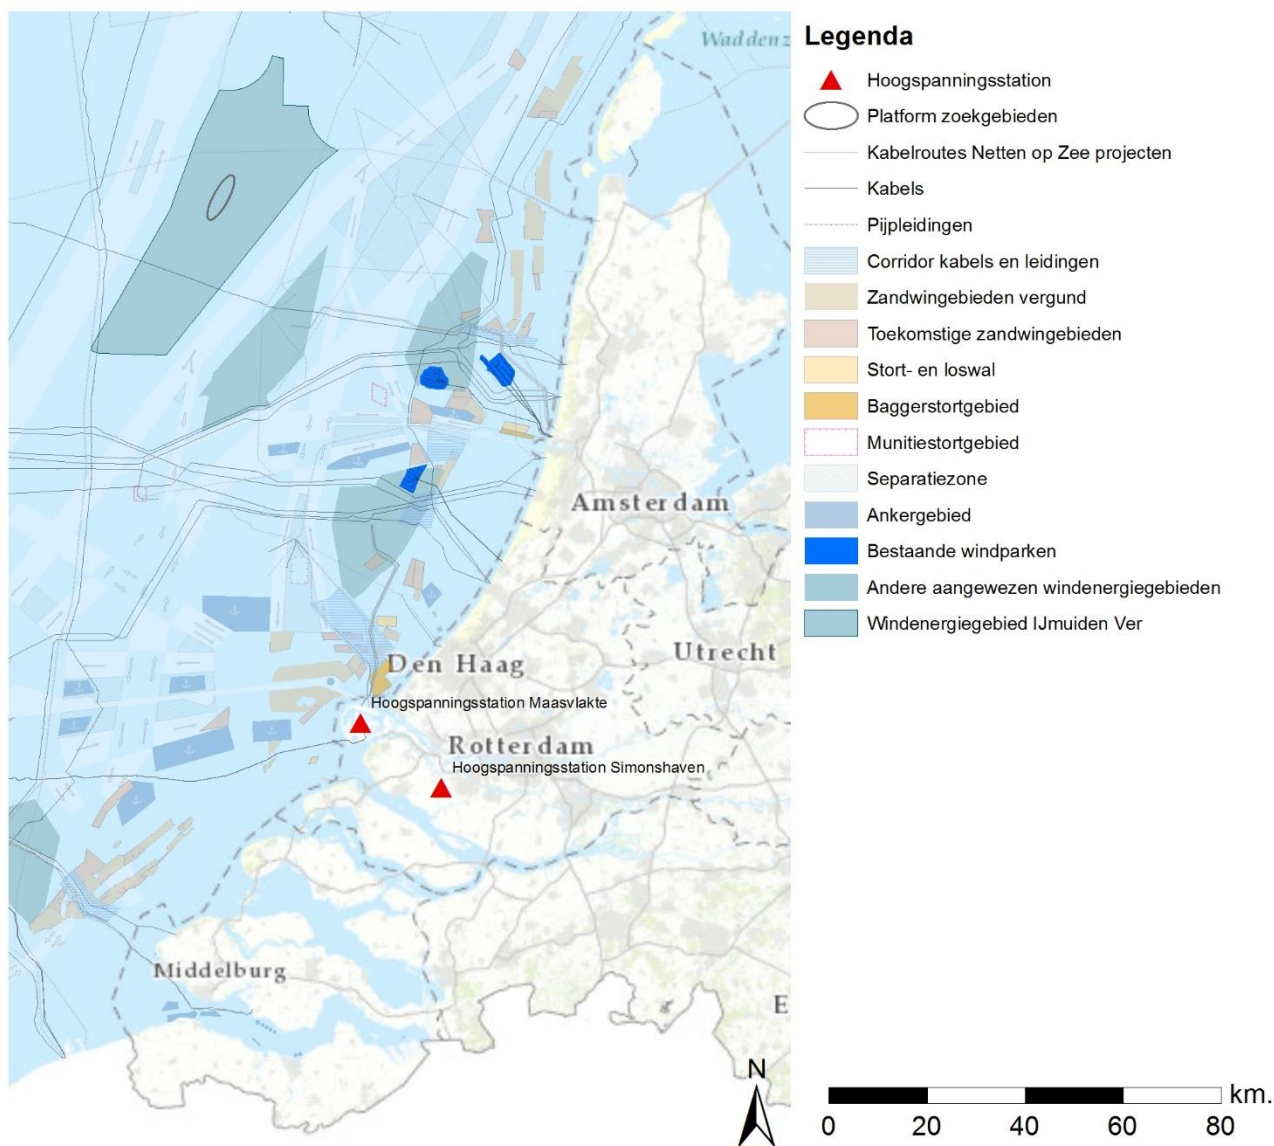 Waddenz
Amsterdam
Utrecht
Den Haag
Hoogspanningsstation Maasvlakte
Rotterdam
Hoogspanningsstation Simonshaven
Middelburg
E
N
Legenda
Hoogspanningsstation
Platform zoekgebieden
Kabelroutes Netten op Zee projecten
Kabels
Pijpleidingen
Corridor kabels en leidingen
Zandwingebieden vergund
Toekomstige zandwingebieden
Stort- en loswal
Baggerstortgebied
Munitiestortgebied
Separatiezone
Ankergebied
Bestaande windparken
Andere aangewezen windenergiegebieden
Windenergiegebied IJmuiden Ver
km.
0 20 40 60 80